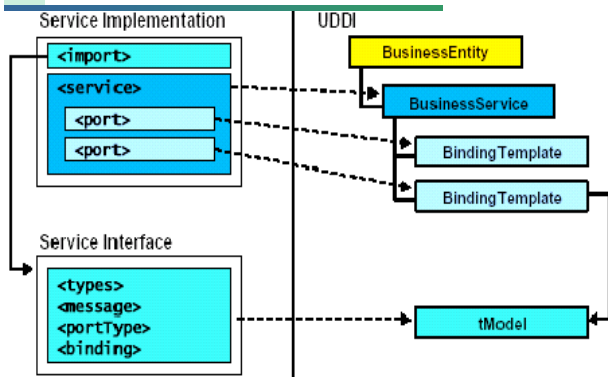 Service Implementation
<import>
<service>
<port>
<port>
Service Interface
<types>
<message>
<portType>
<binding>
UDDI
BusinessEntity
BusinessService
BindingTemplate
BindingTemplate
tModel